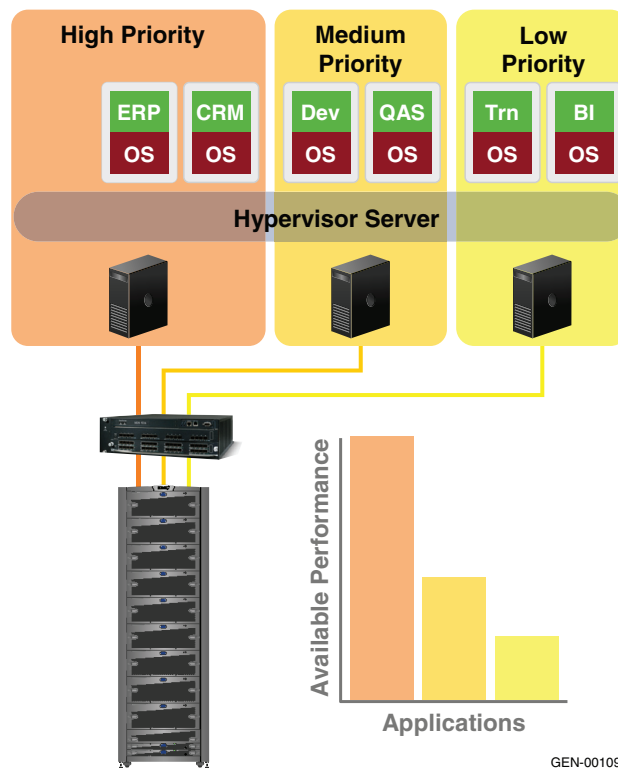 High Priority
Medium
Priority
Low
Priority
ERP
CRM
Dev
QAS
Trn
BI
OS
OS
OS
OS
OS
OS
Hypervisor Server
Available Performance
Applications
GEN-00109